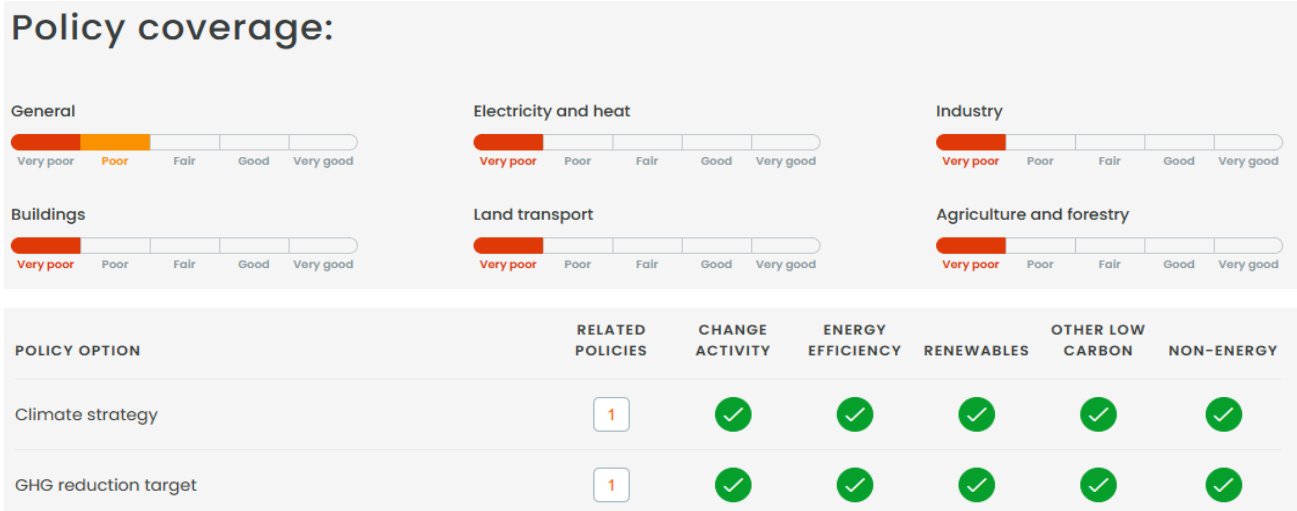 Policy coverage:
General
Very poor Poor Fair Good Very good
Electricity and heat
Very poor Poor Fair Good Very good
Industry
Very poor Poor Fair Good Very good
Buildings
Very poor Poor Fair Good Very good
Land transport
Very poor Poor Fair Good Very good
Agriculture and forestry
Very poor Poor Fair Good Very good
POLICY OPTION
RELATED
POLICIES
CHANGE
ACTIVITY
ENERGY
EFFICIENCY
RENEWABLES
OTHER LOW
CARBON
NON-ENERGY
Climate strategy 1
GHG reduction target 1